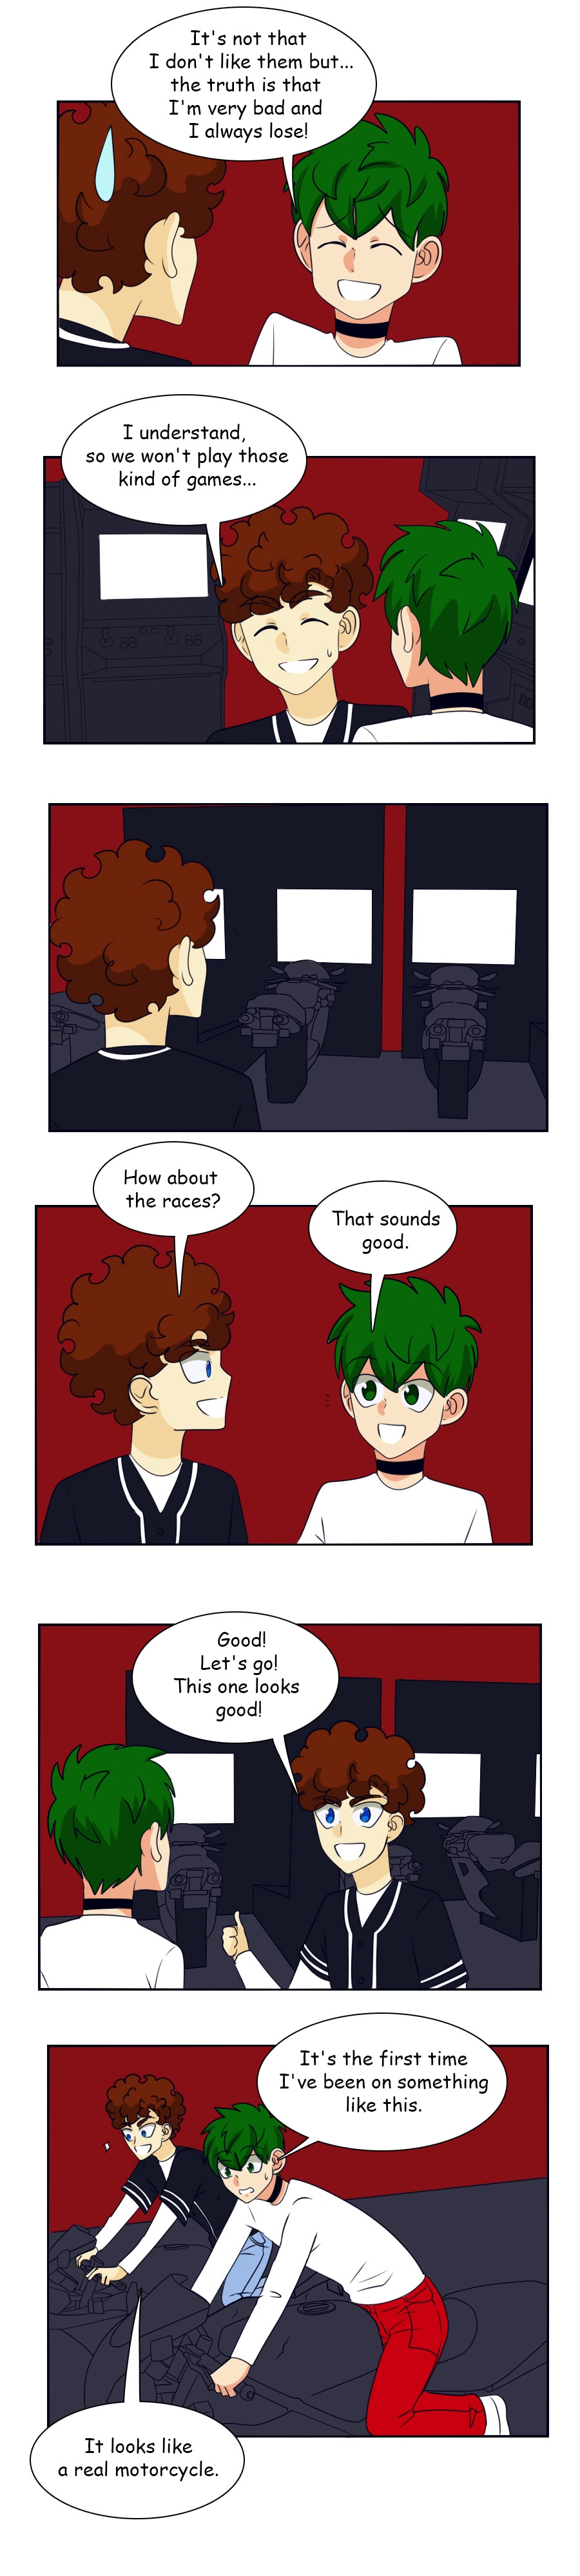 It's not that
I don't like them but...
the truth is that
I'm very bad and
I always lose!
I understand,
so we won't play those
kind of games...
How about
the races?
That sounds
good.
Good!
Let's go!
This one looks
good!
It's the first time
I've been on something
like this.
It looks like
a real motorcycle.